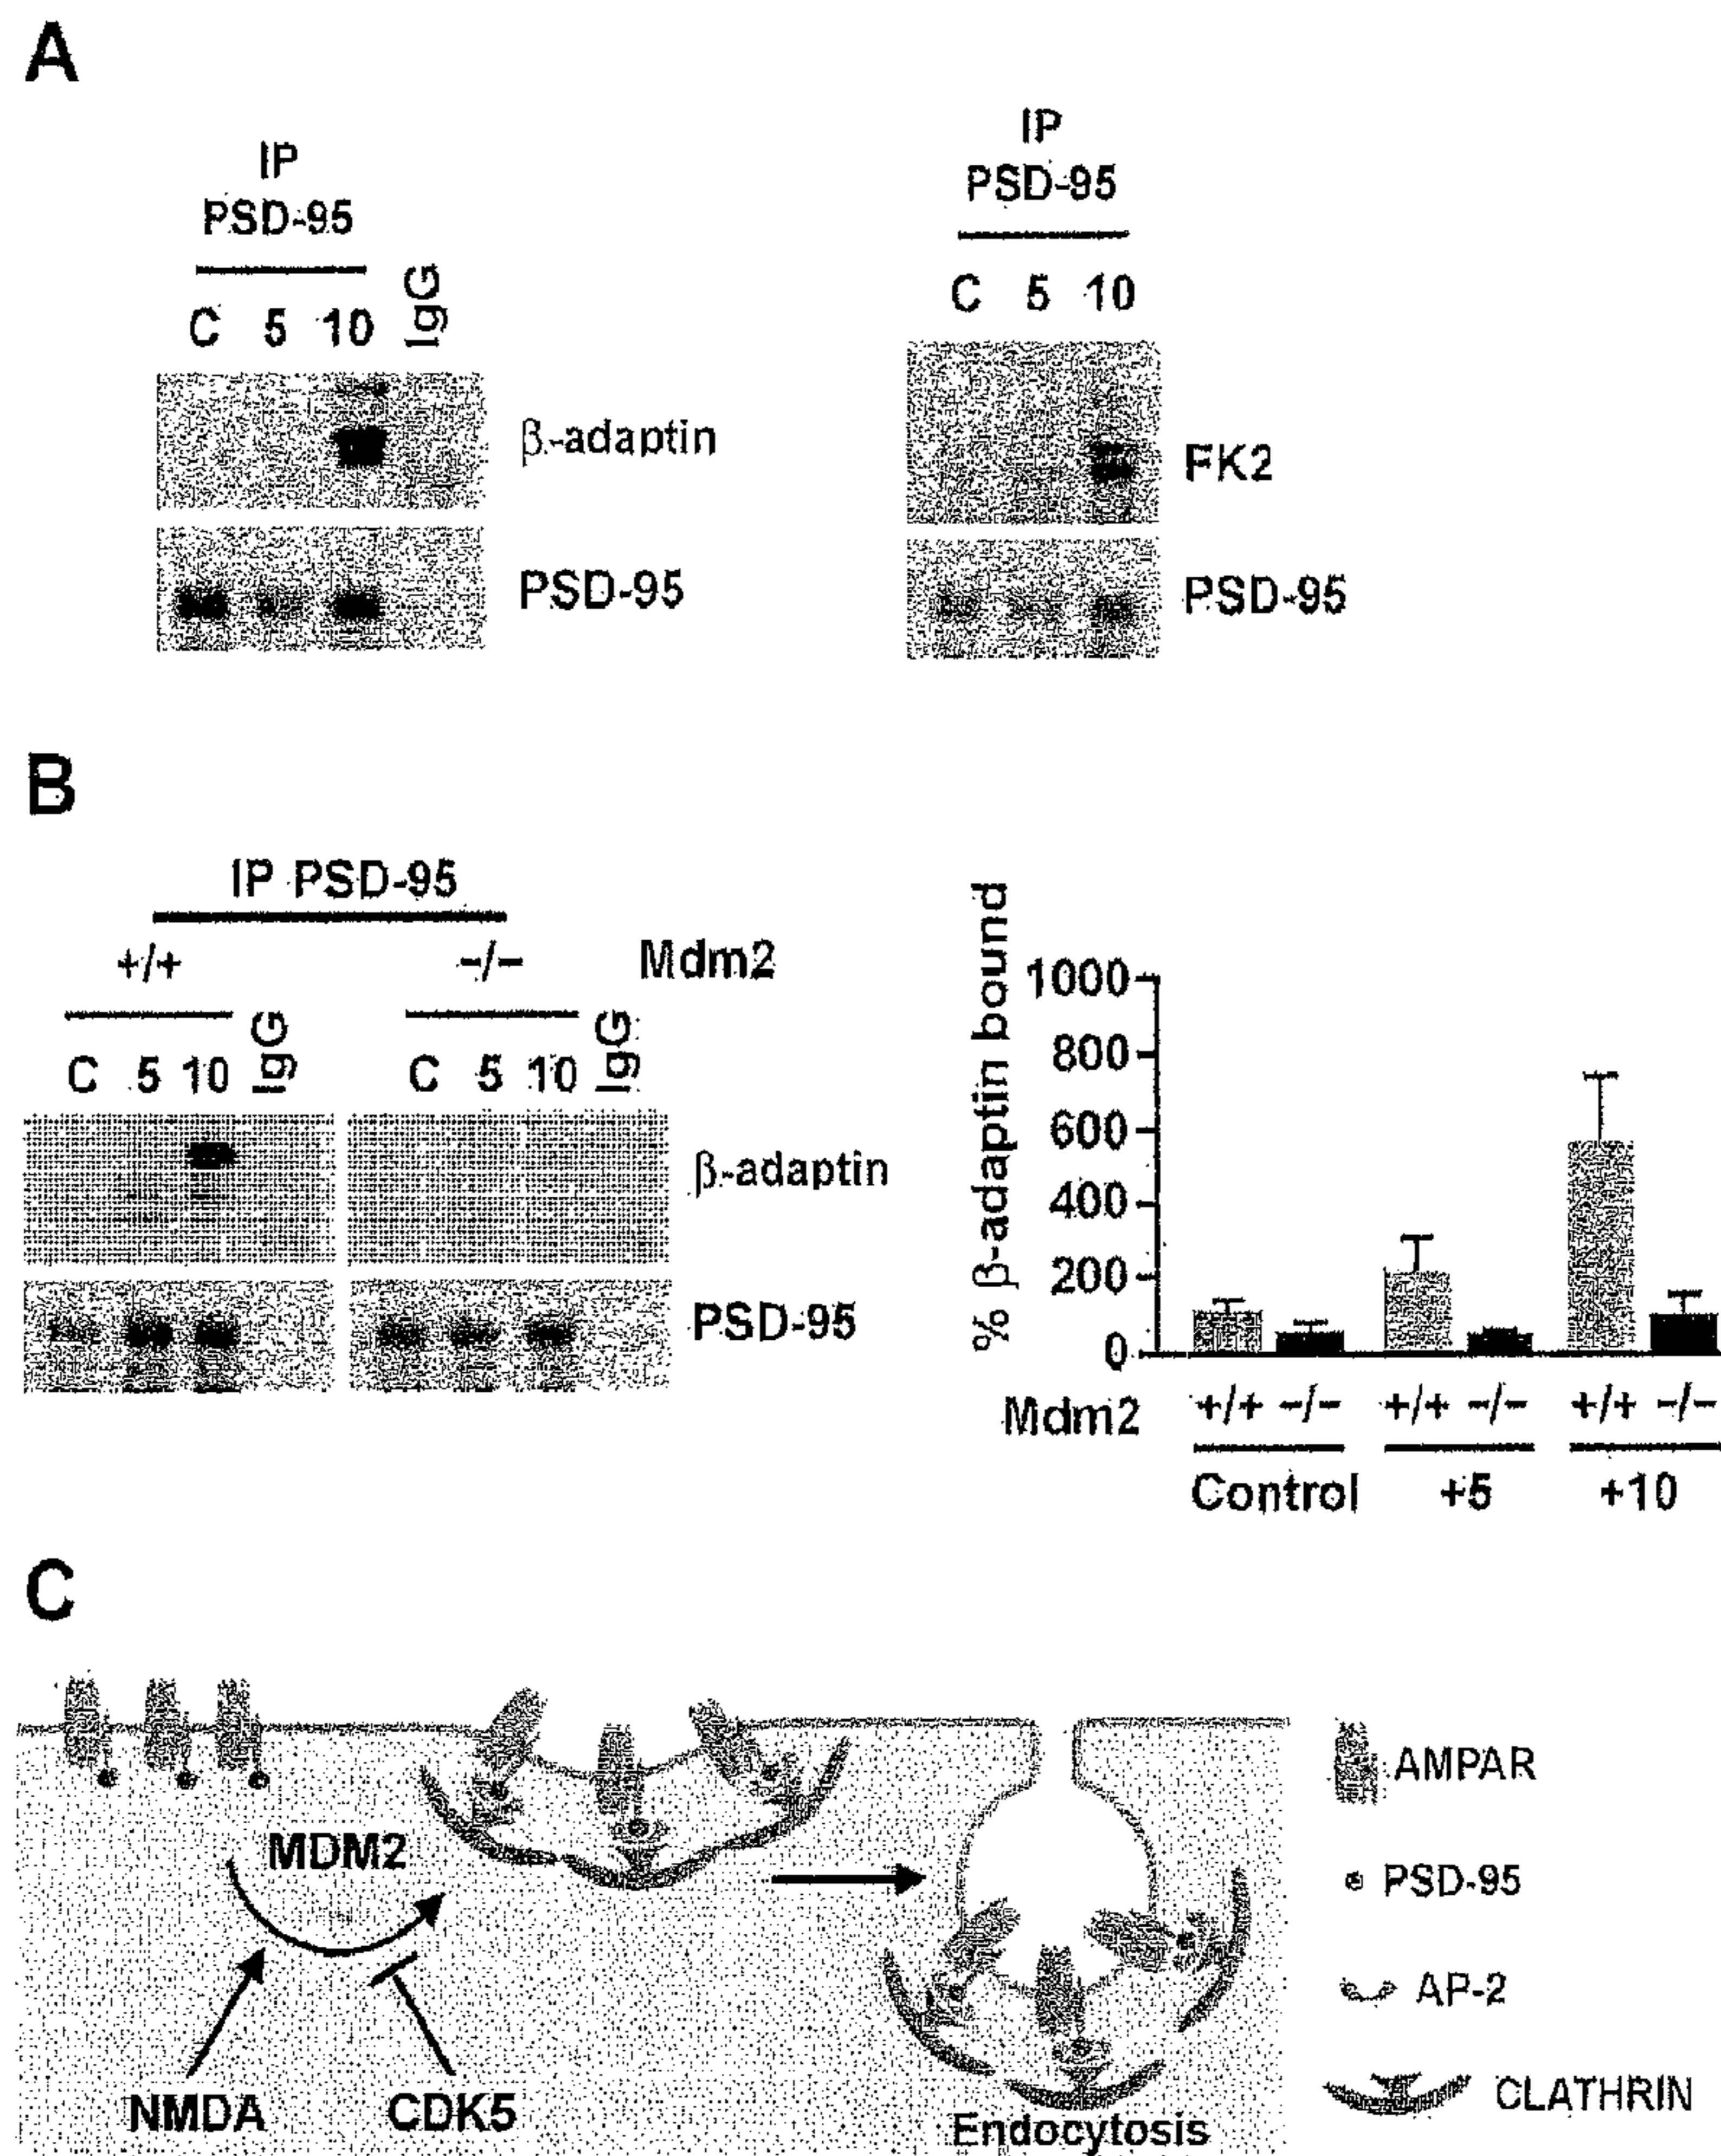 A
IP
PSD-95
C 5 10 IgG
β-adaptin
PSD-95
IP
PSD-95
C 5 10
FK2
PSD-95
B
IP PSD-95
+/+ -/- Mdm2
C 5 10 IgG C 5 10 IgG
β-adaptin
PSD-95
% β-adaptin bound
1000
800
600
400
200
0
Mdm2 +/+ -/- +/+ -/- +/+ -/-
Control +5 +10
C
MDM2
NMDA
CDK5
Endocytosis
AMPAR
PSD-95
AP-2
CLATHRIN